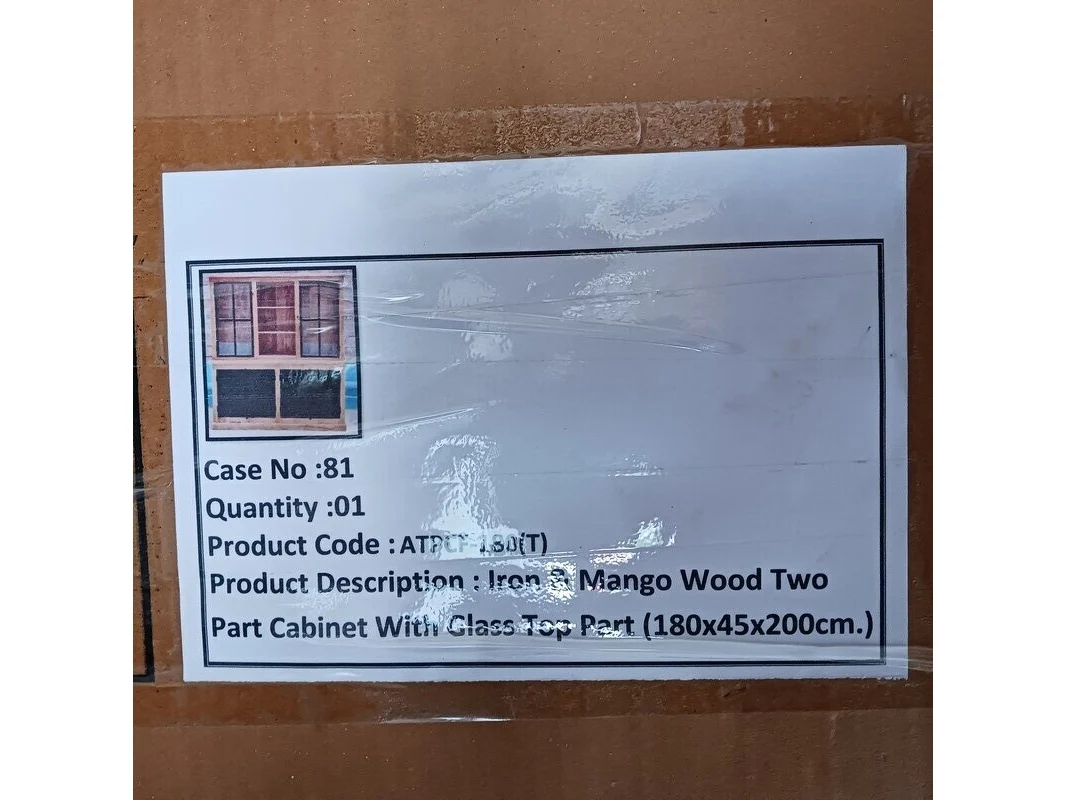 Case No :81
Quantity :01
Product Code :
Product Description : Iron & Mango Wood Two
Part Cabinet With Glass Top Part (180x45x200cm.)